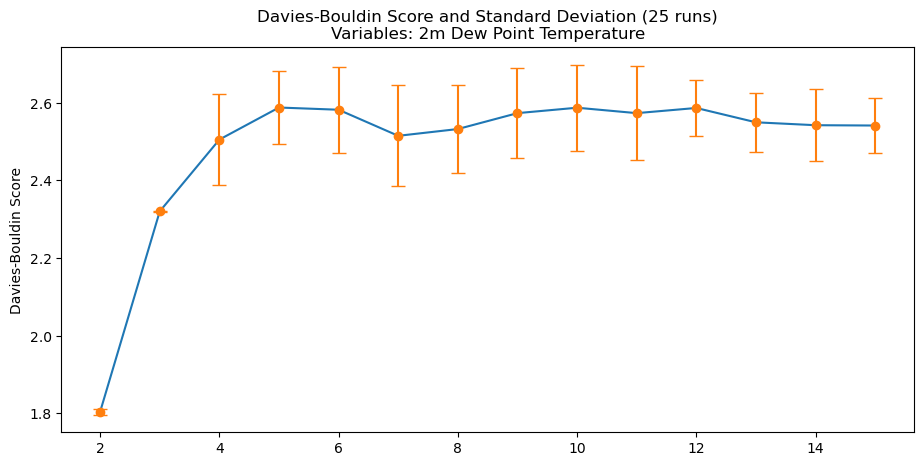 Davies-Bouldin Score and Standard Deviation (25 runs)
Variables: 2m Dew Point Temperature
Davies-Bouldin Score
2.6
2.4
2.2
2.0
1.8
2 4 6 8 10 12 14